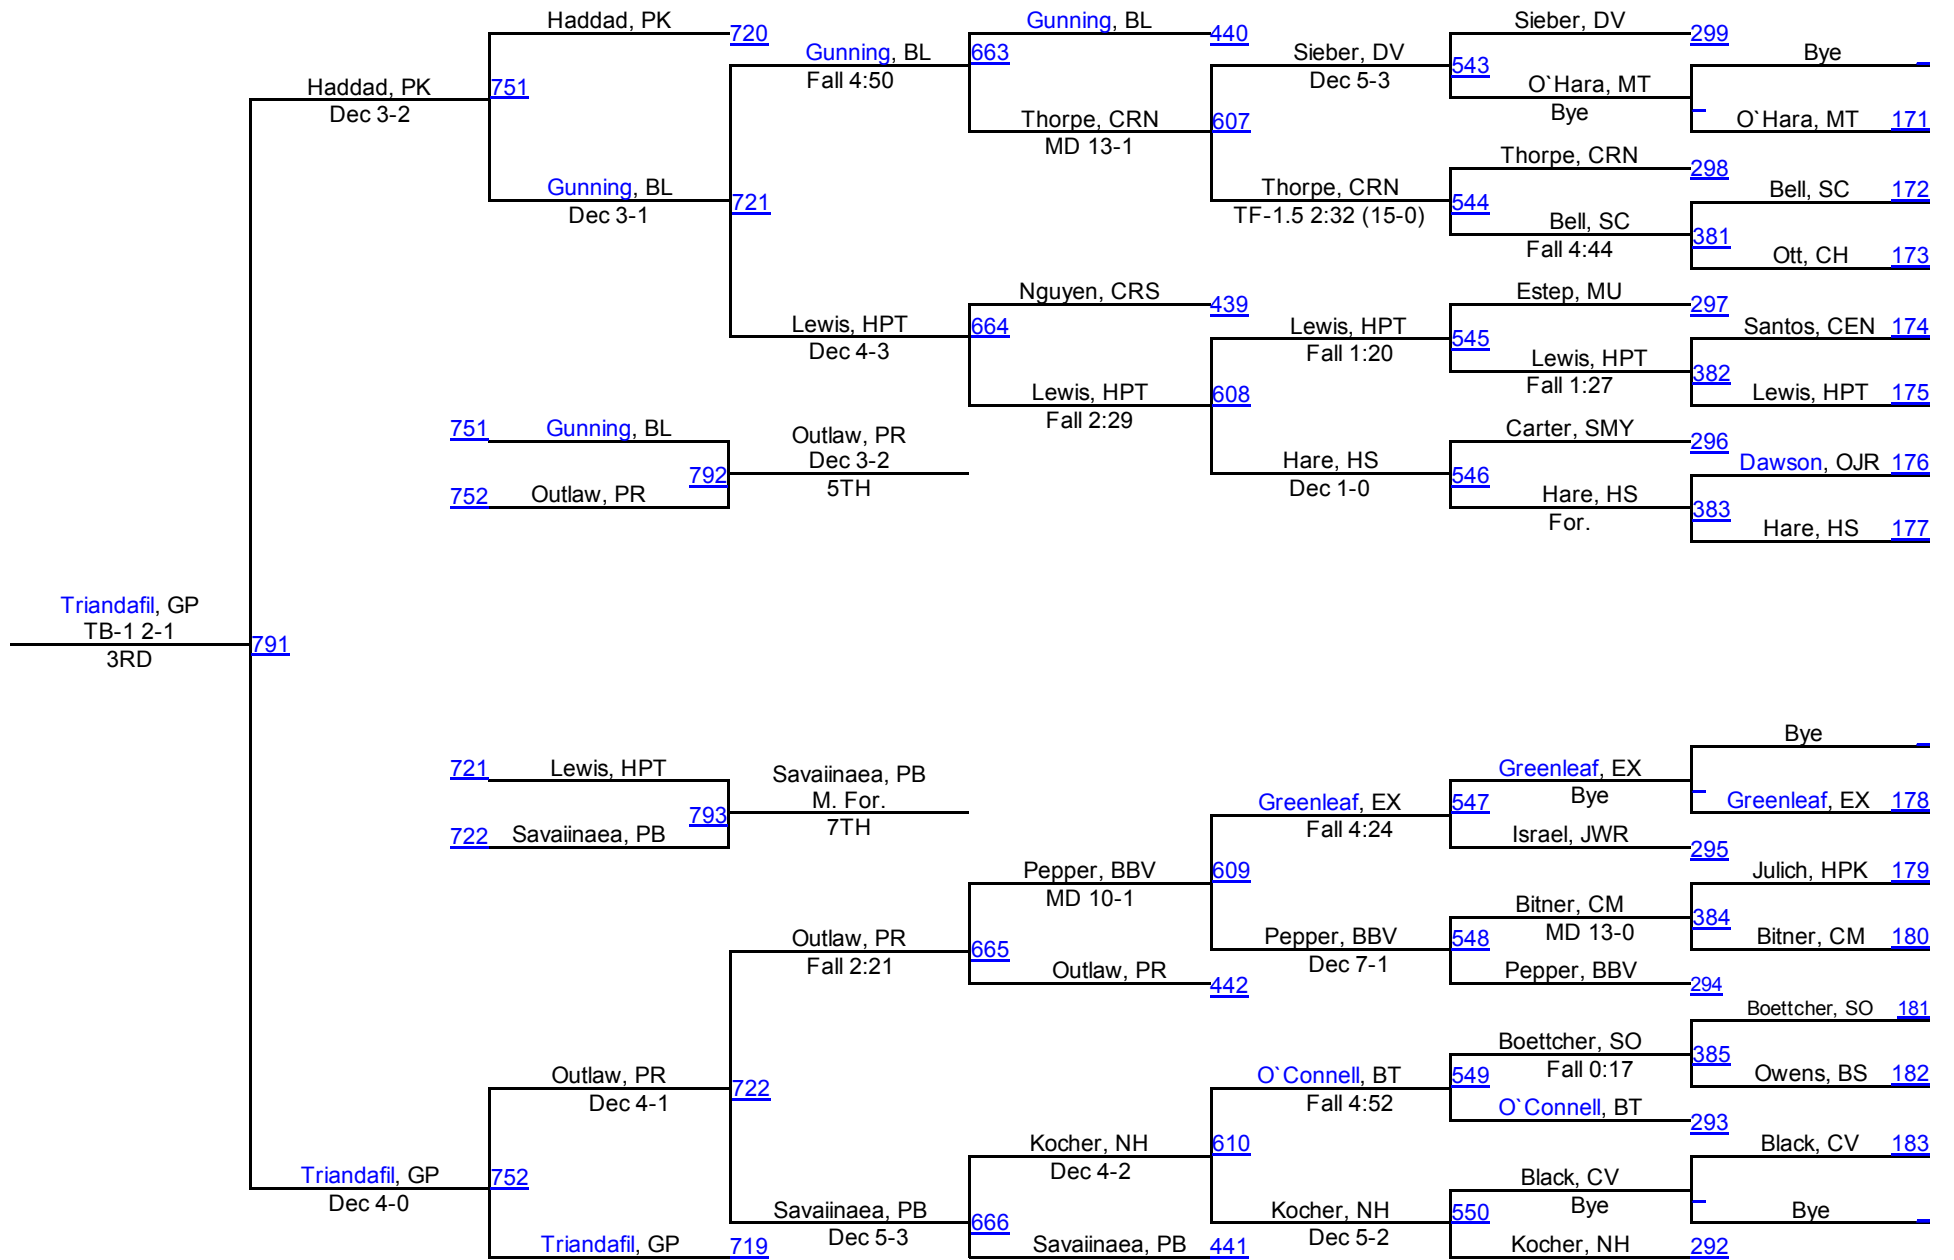 Haddad, PK
720
Gunning, BL
440
Sieber, DV
299
Gunning, BL
Fall 4:50
663
Sieber, DV
Dec 5-3
543
Bye
Haddad, PK
Dec 3-2
751
O`Hara, MT
Bye
Thorpe, CRN
MD 13-1
607
O`Hara, MT 171
Thorpe, CRN
298
Gunning, BL
Dec 3-1
721
Thorpe, CRN
TF-1.5 2:32 (15-0)
544
Bell, SC 172
Bell, SC
Fall 4:44
381
Ott, CH 173
Nguyen, CRS
439
Estep, MU
297
Lewis, HPT
Dec 4-3
664
Lewis, HPT
Fall 1:20
545
Santos, CEN 174
Lewis, HPT
Fall 1:27
382
Lewis, HPT
Fall 2:29
608
Lewis, HPT 175
751 Gunning, BL
Outlaw, PR
Dec 3-2
5TH
792
752 Outlaw, PR
Carter, SMY
296
Hare, HS
Dec 1-0
546
Dawson, OJR 176
Hare, HS
For.
383
Hare, HS 177
Triandafil, GP
TB-1 2-1
3RD
791
Bye
721 Lewis, HPT
Savaiinaea, PB
M. For.
7TH
793
722 Savaiinaea, PB
Greenleaf, EX
Bye
Greenleaf, EX
Fall 4:24
547
Greenleaf, EX 178
Israel, JWR
295
Pepper, BBV
MD 10-1
609
Julich, HPK 179
Bitner, CM
MD 13-0
384
Outlaw, PR
Fall 2:21
665
Pepper, BBV
Dec 7-1
548
Bitner, CM 180
Outlaw, PR
442
Pepper, BBV
294
Boettcher, SO 181
Boettcher, SO
Fall 0:17
385
Outlaw, PR
Dec 4-1
722
O`Connell, BT
Fall 4:52
549
Owens, BS 182
O`Connell, BT
293
Kocher, NH
Dec 4-2
610
Black, CV 183
Triandafil, GP
Dec 4-0
752
Black, CV
Bye
Savaiinaea, PB
Dec 5-3
666
Kocher, NH
Dec 5-2
550
Bye
Triandafil, GP 719
Savaiinaea, PB 441
Kocher, NH 292